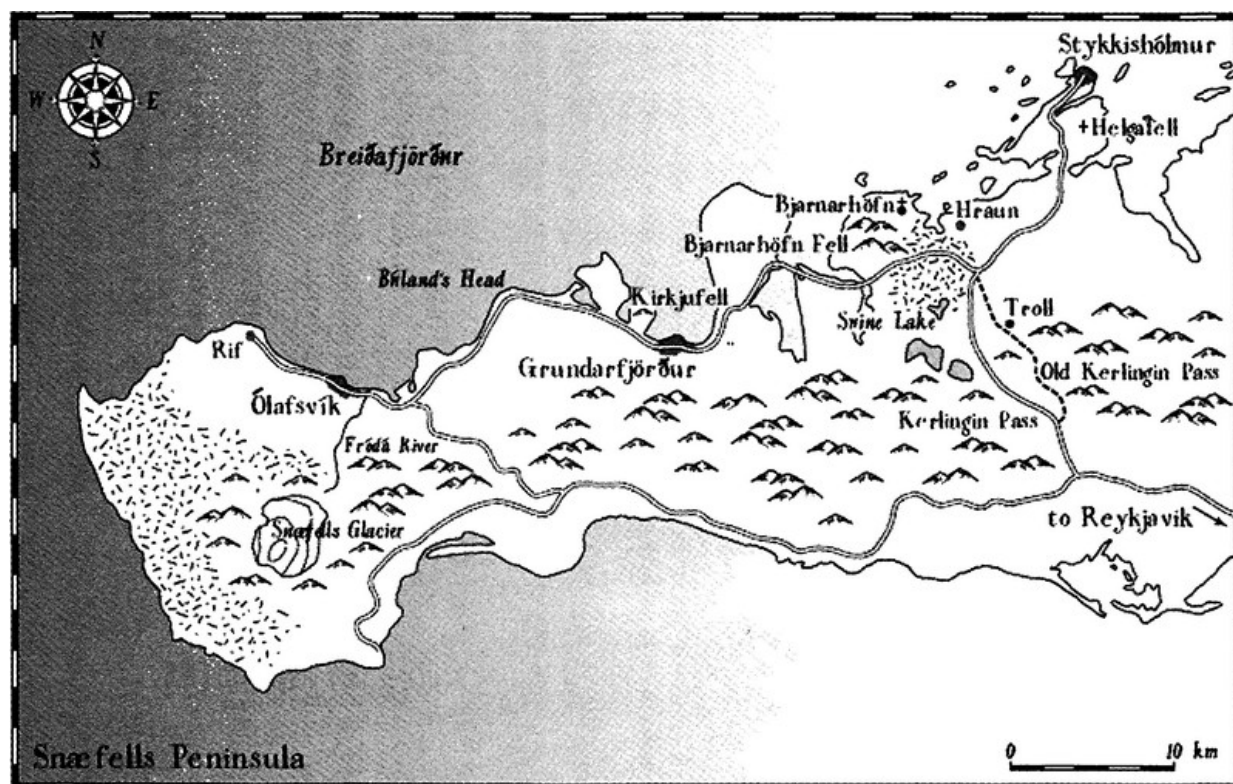 N
W E
S
Stykkishólmur
+Helgafell
Breiðafjörður
Bjarnarhöfn
Hraun
Bjarnarhöfn Fell
Búland's Head
Kirkjufell
Swine Lake
Troll
Rif
Grundarfjörður
Old Kerlingin Pass
Ólafsvík
Kerlingin Pass
Fróðá River
Snæfells Glacier
to Reykjavik
Snæfells Peninsula
0 10 km